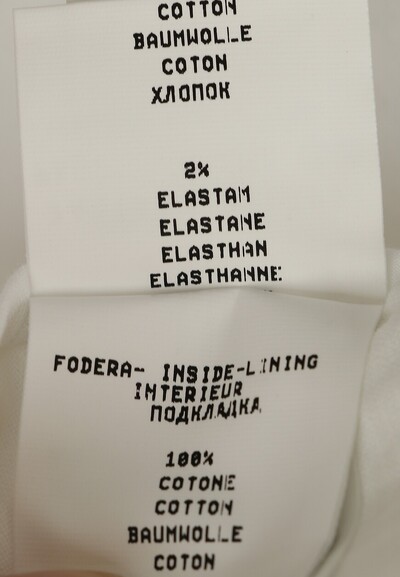 COTTON
BAUMWOLLE
COTON
ХЛОПОК
2%
ELASTAM
ELASTANE
ELASTHAN
ELASTHANNE
FODERA- INSIDE-LINING
INTERIEUR
ПОДКЛАДКА
100%
COTONE
COTTON
BAUMWOLLE
COTON